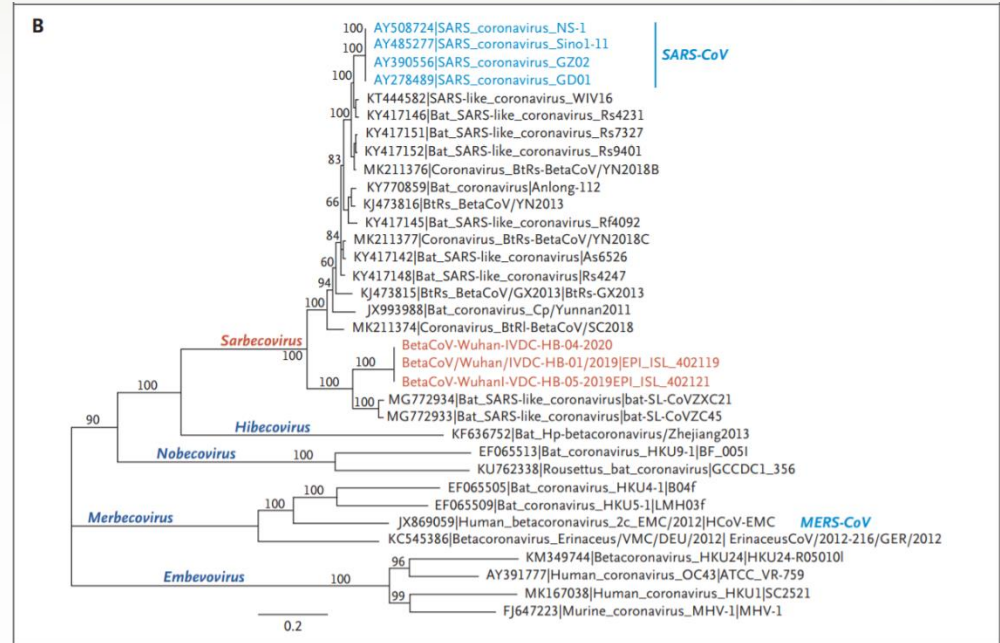 B
100 AY508724|SARS_coronavirus_NS-1
100 AY485277|SARS_coronavirus_Sino1-11
SARS-CoV
AY390556|SARS_coronavirus_GZ02
100 AY278489|SARS_coronavirus_GD01
KT444582|SARS-like_coronavirus_WIV16
100 KY417146|Bat_SARS-like_coronavirus_Rs4231
KY417151|Bat_SARS-like_coronavirus_Rs7327
83 KY417152|Bat_SARS-like_coronavirus_Rs9401
MK211376|Coronavirus_BtRs-BetaCoV/YN2018B
KY770859|Bat_coronavirus|Anlong-112
66 KJ473816|BtRs_BetaCoV/YN2013
KY417145|Bat_SARS-like_coronavirus_Rf4092
84 MK211377|Coronavirus_BtRs-BetaCoV/YN2018C
60 KY417142|Bat_SARS-like_coronavirus|As6526
KY417148|Bat_SARS-like_coronavirus|Rs4247
94 KJ473815|BtRs_BetaCoV/GX2013|BtRs-GX2013
100 JX993988|Bat_coronavirus_Cp/Yunnan2011
MK211374|Coronavirus_BtRl-BetaCoV/SC2018
Sarbecovirus
BetaCoV-Wuhan-IVDC-HB-04-2020
100 100 BetaCoV/Wuhan/IVDC-HB-01/2019|EPI_ISL_402119
100 100 BetaCoV-WuhanI-VDC-HB-05-2019EPI_ISL_402121
100 MG772934|Bat_SARS-like_coronavirus|bat-SL-CoVZXC21
MG772933|Bat_SARS-like_coronavirus|bat-SL-CoVZC45
90 Hibecovirus KF636752|Bat_Hp-betacoronavirus/Zhejiang2013
Nobecovirus 100 EF065513|Bat_coronavirus_HKU9-1|BF_005I
KU762338|Rousettus_bat_coronavirus|GCCDC1_356
100 EF065505|Bat_coronavirus_HKU4-1|B04f
100 EF065509|Bat_coronavirus_HKU5-1|LMH03f
Merbecovirus JX869059|Human_betacoronavirus_2c_EMC/2012|HCoV-EMC MERS-CoV
KC545386|Betacoronavirus_Erinaceus/VMC/DEU/2012| ErinaceusCoV/2012-216/GER/2012
96 KM349744|Betacoronavirus_HKU24|HKU24-R05010I
Embevovirus 100 AY391777|Human_coronavirus_OC43|ATCC_VR-759
99 MK167038|Human_coronavirus_HKU1|SC2521
FJ647223|Murine_coronavirus_MHV-1|MHV-1
0.2